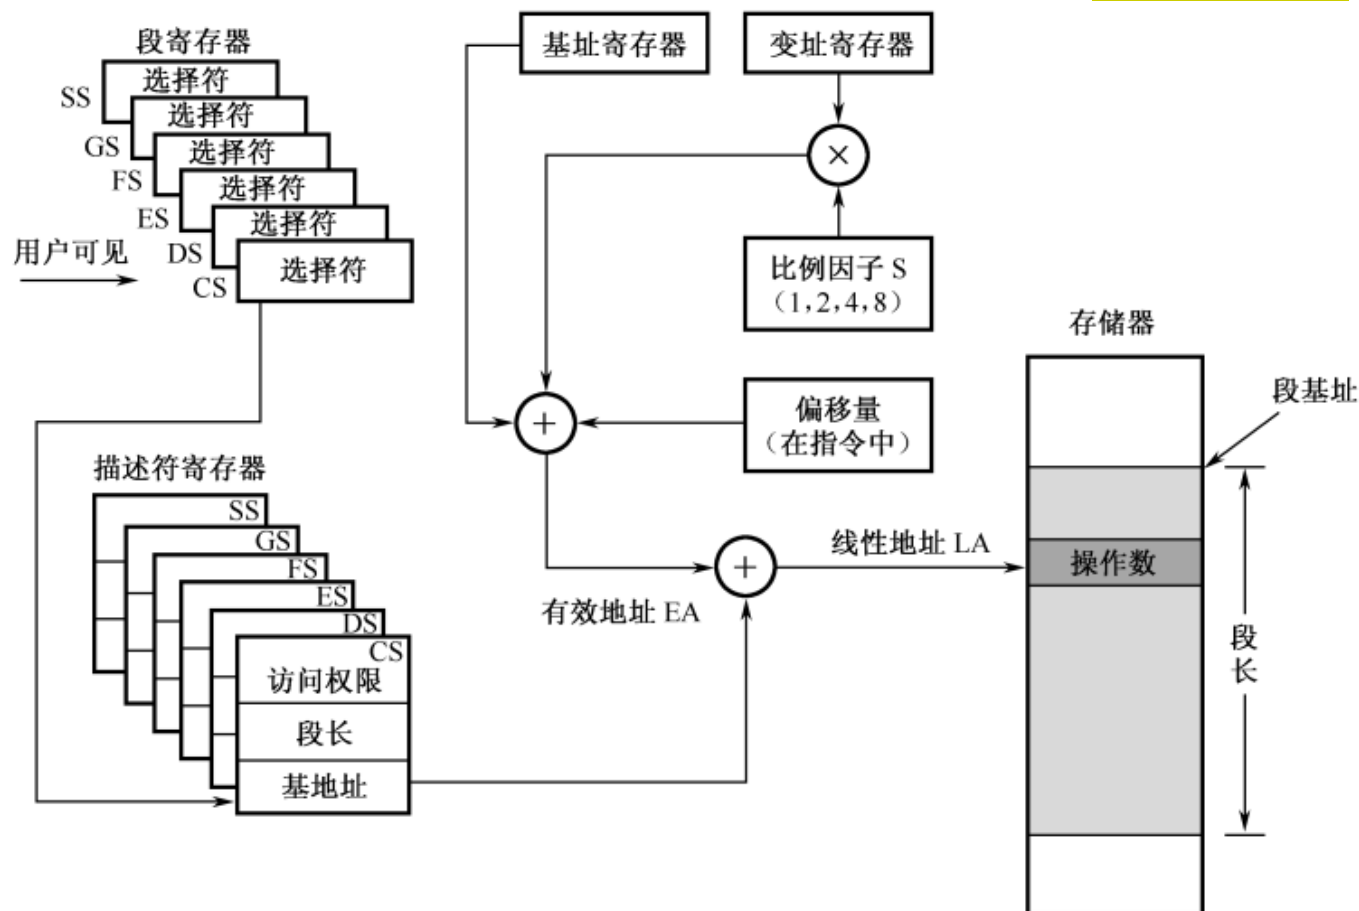 段寄存器
选择符
SS
选择符
GS
选择符
FS
选择符
ES
选择符
DS
选择符
CS
用户可见
基址寄存器
变址寄存器
×
比例因子 S
（1,2,4,8）
+
偏移量
（在指令中）
存储器
段基址
描述符寄存器
SS
GS
FS
ES
DS
CS
访问权限
段长
基地址
有效地址 EA
+
线性地址 LA
操作数
段
长